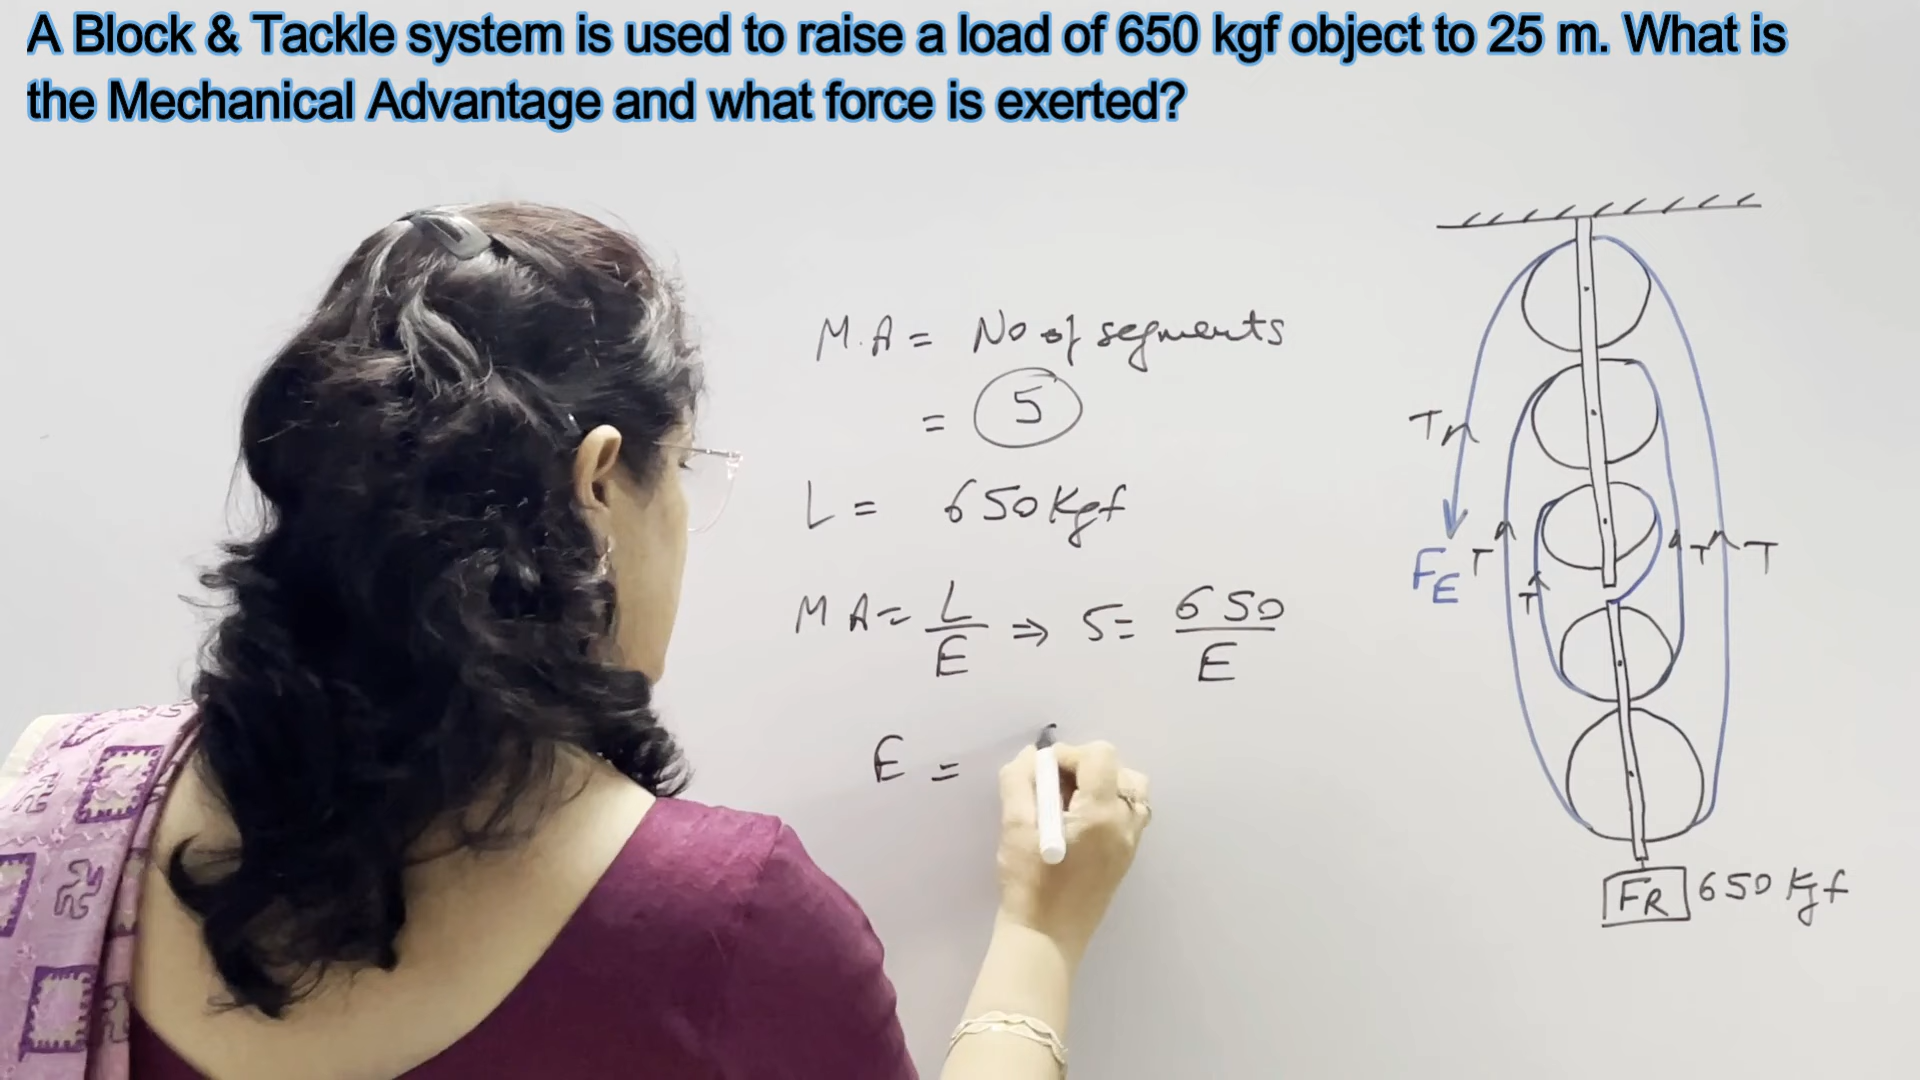 A Block & Tackle system is used to raise a load of 650 kgf object to 25 m. What is
the Mechanical Advantage and what force is exerted?
M.A = No of segments
= 5
L = 650 Kgf
MA = L/E ⇒ 5 = 650/E
E =
T
FE
T
T
T
T
FR 650 Kgf